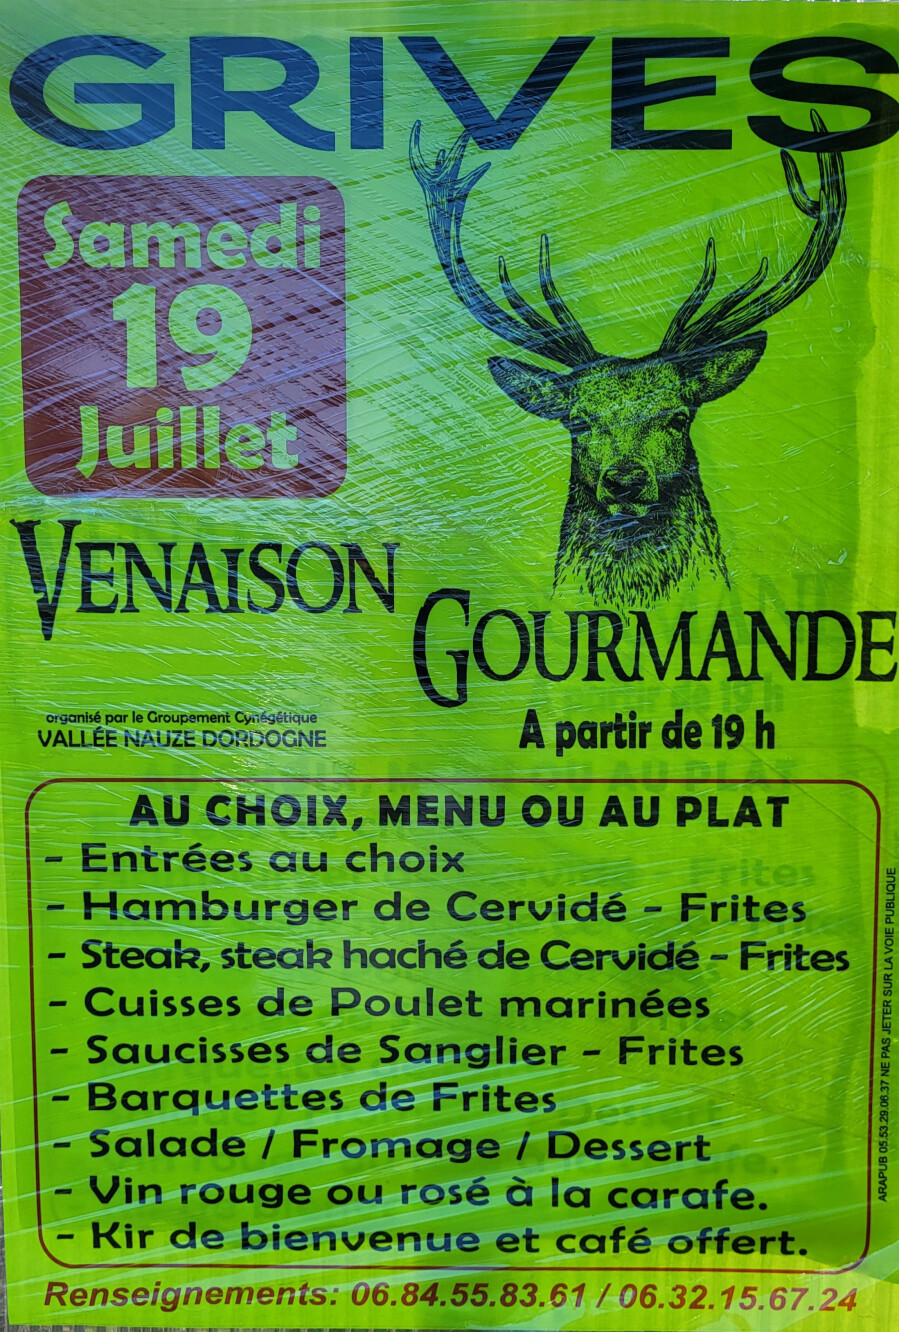 GRIVES
Samedi
19
Juillet
VENAISON
GOURMANDE
organisé par le Groupement Cynégétique
VALLÉE NAUZE DORDOGNE
A partir de 19 h
AU CHOIX, MENU OU AU PLAT
- Entrées au choix
- Hamburger de Cervidé - Frites
- Steak, steak haché de Cervidé - Frites
- Cuisses de Poulet marinées
- Saucisses de Sanglier - Frites
- Barquettes de Frites
- Salade / Fromage / Dessert
- Vin rouge ou rosé à la carafe.
- Kir de bienvenue et café offert.
Renseignements: 06.84.55.83.61 / 06.32.15.67.24
ARAPUB 05.53.29.06.37 NE PAS JETER SUR LA VOIE PUBLIQUE